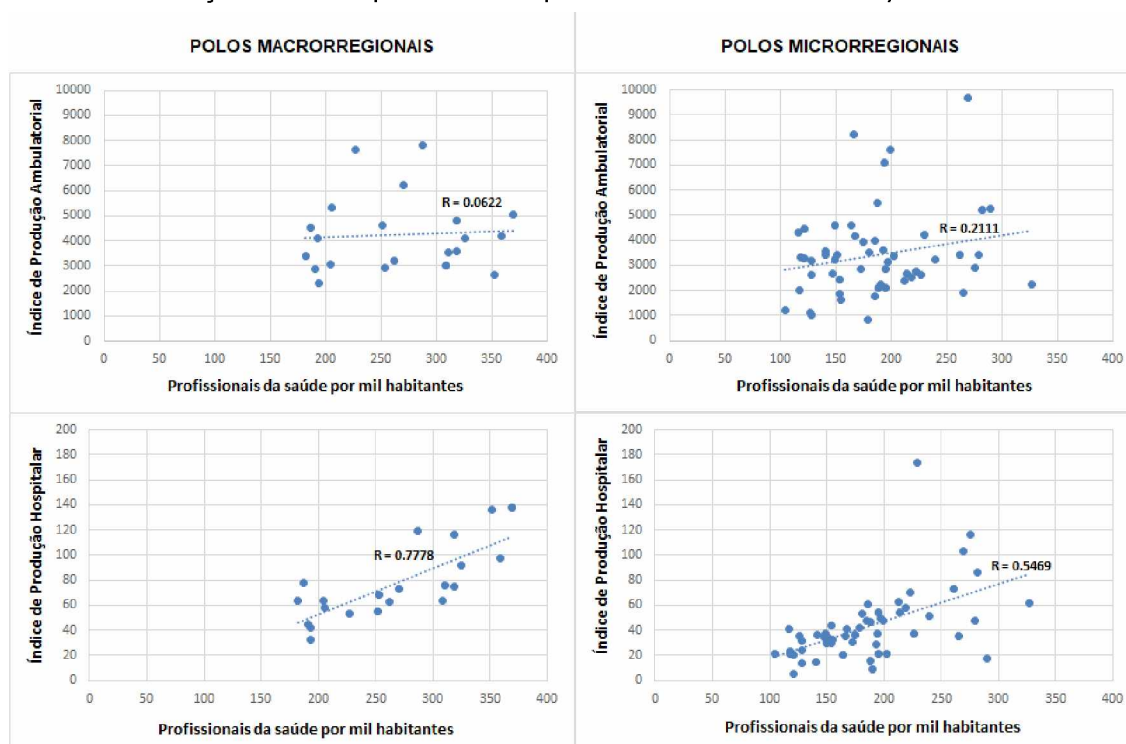 POLOS MACRORREGIONAIS
POLOS MICRORREGIONAIS
Índice de Produção Ambulatorial
10000
9000
8000
7000
6000
5000
4000
3000
2000
1000
0
R = 0.0622
0 50 100 150 200 250 300 350 400
Profissionais da saúde por mil habitantes
Índice de Produção Ambulatorial
10000
9000
8000
7000
6000
5000
4000
3000
2000
1000
0
R = 0.2111
0 50 100 150 200 250 300 350 400
Profissionais da saúde por mil habitantes
Índice de Produção Hospitalar
200
180
160
140
120
100
80
60
40
20
0
R = 0.7778
0 50 100 150 200 250 300 350 400
Profissionais da saúde por mil habitantes
Índice de Produção Hospitalar
200
180
160
140
120
100
80
60
40
20
0
R = 0.5469
0 50 100 150 200 250 300 350 400
Profissionais da saúde por mil habitantes